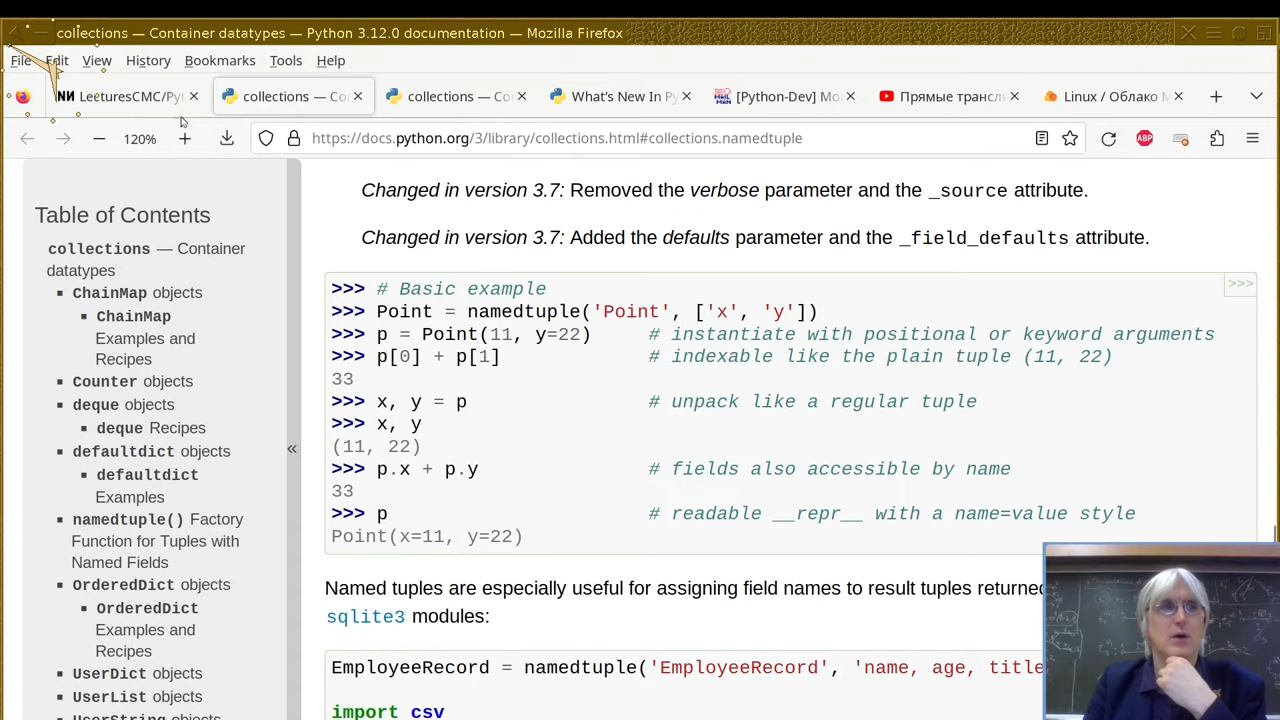 collections — Container datatypes — Python 3.12.0 documentation — Mozilla Firefox
File Edit View History Bookmarks Tools Help
LecturesCMC/Pyt
collections — Co
collections — Co
What's New In Py
[Python-Dev] Mo
Прямые трансл
Linux / Облако М
120%
https://docs.python.org/3/library/collections.html#collections.namedtuple
ABP
Table of Contents
collections — Container
datatypes
ChainMap objects
ChainMap
Examples and
Recipes
Counter objects
deque objects
deque Recipes
defaultdict objects
defaultdict
Examples
namedtuple() Factory
Function for Tuples with
Named Fields
OrderedDict objects
OrderedDict
Examples and
Recipes
UserDict objects
UserList objects
UserString objects
«
Changed in version 3.7: Removed the verbose parameter and the _source attribute.
Changed in version 3.7: Added the defaults parameter and the _field_defaults attribute.
>>>
>>> # Basic example
>>> Point = namedtuple('Point', ['x', 'y'])
>>> p = Point(11, y=22)     # instantiate with positional or keyword arguments
>>> p[0] + p[1]             # indexable like the plain tuple (11, 22)
33
>>> x, y = p                # unpack like a regular tuple
>>> x, y
(11, 22)
>>> p.x + p.y               # fields also accessible by name
33
>>> p                       # readable __repr__ with a name=value style
Point(x=11, y=22)
Named tuples are especially useful for assigning field names to result tuples returned
sqlite3 modules:
EmployeeRecord = namedtuple('EmployeeRecord', 'name, age, title
import csv